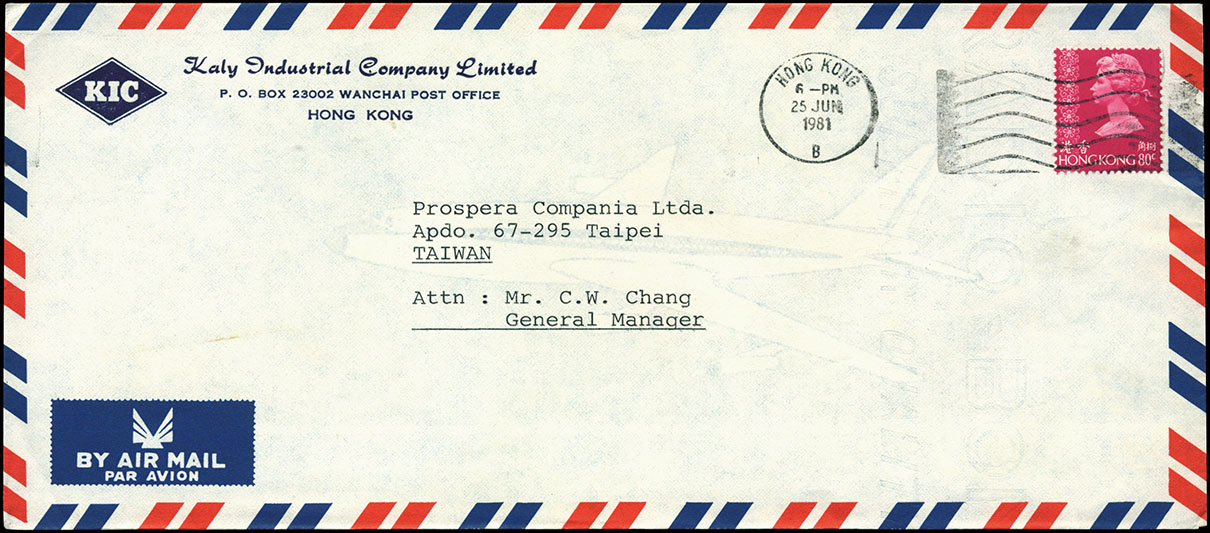 KIC
Kaly Industrial Company Limited
P. O. BOX 23002 WANCHAI POST OFFICE
HONG KONG
HONG KONG
6 -PM
25 JUN
1981
B
香港
HONG KONG 80¢
Prospera Compania Ltda.
Apdo. 67-295 Taipei
TAIWAN
Attn : Mr. C.W. Chang
General Manager
BY AIR MAIL
PAR AVION